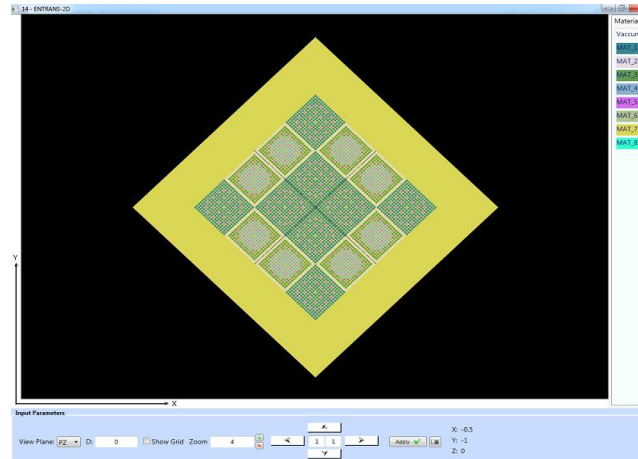 14 - ENTRANS-2D
Materia
Vaccum
MAT_1
MAT_2
MAT_3
MAT_4
MAT_5
MAT_6
MAT_7
MAT_8
Y
X
Input Parameters
View Plane: PZ D: 0 Show Grid Zoom 4 1 1 Apply
X: -0.5
Y: -1
Z: 0